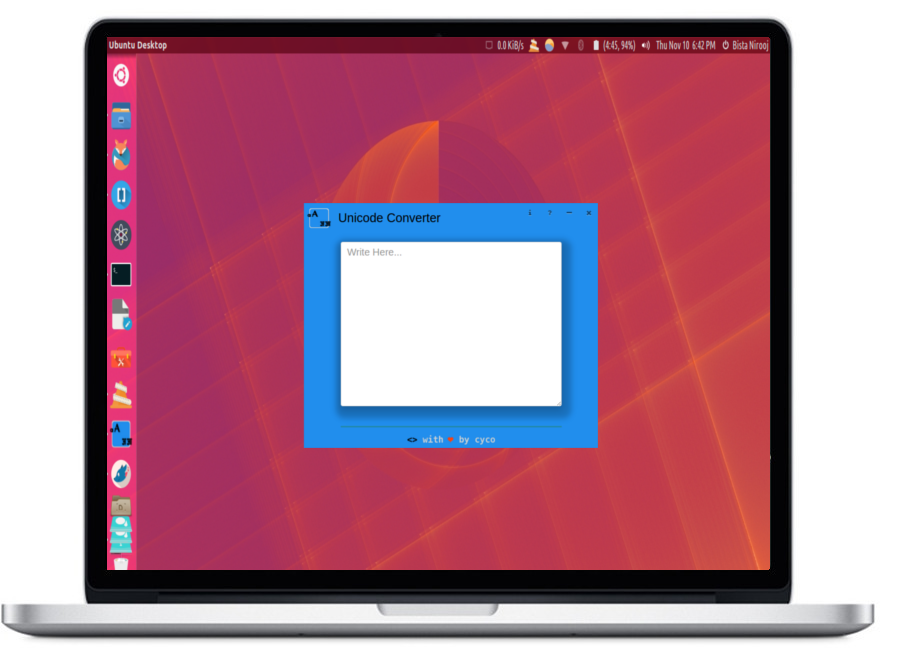 Ubuntu Desktop
0.0 KiB/s
(4:45, 94%)
Thu Nov 10 6:42 PM
Bista Nirooj
Unicode Converter
i ? − ×
Write Here...
<> with ❤ by cyco